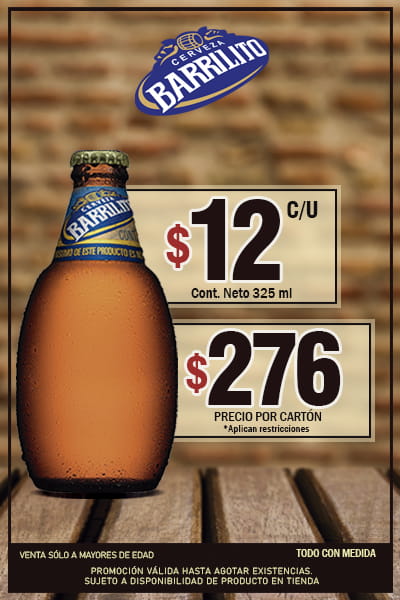 CERVEZA
BARRILITO
CERVEZA
BARRILITO
$12 C/U
Cont. Neto 325 ml
$276
PRECIO POR CARTÓN
*Aplican restricciones
VENTA SÓLO A MAYORES DE EDAD
TODO CON MEDIDA
PROMOCIÓN VÁLIDA HASTA AGOTAR EXISTENCIAS.
SUJETO A DISPONIBILIDAD DE PRODUCTO EN TIENDA